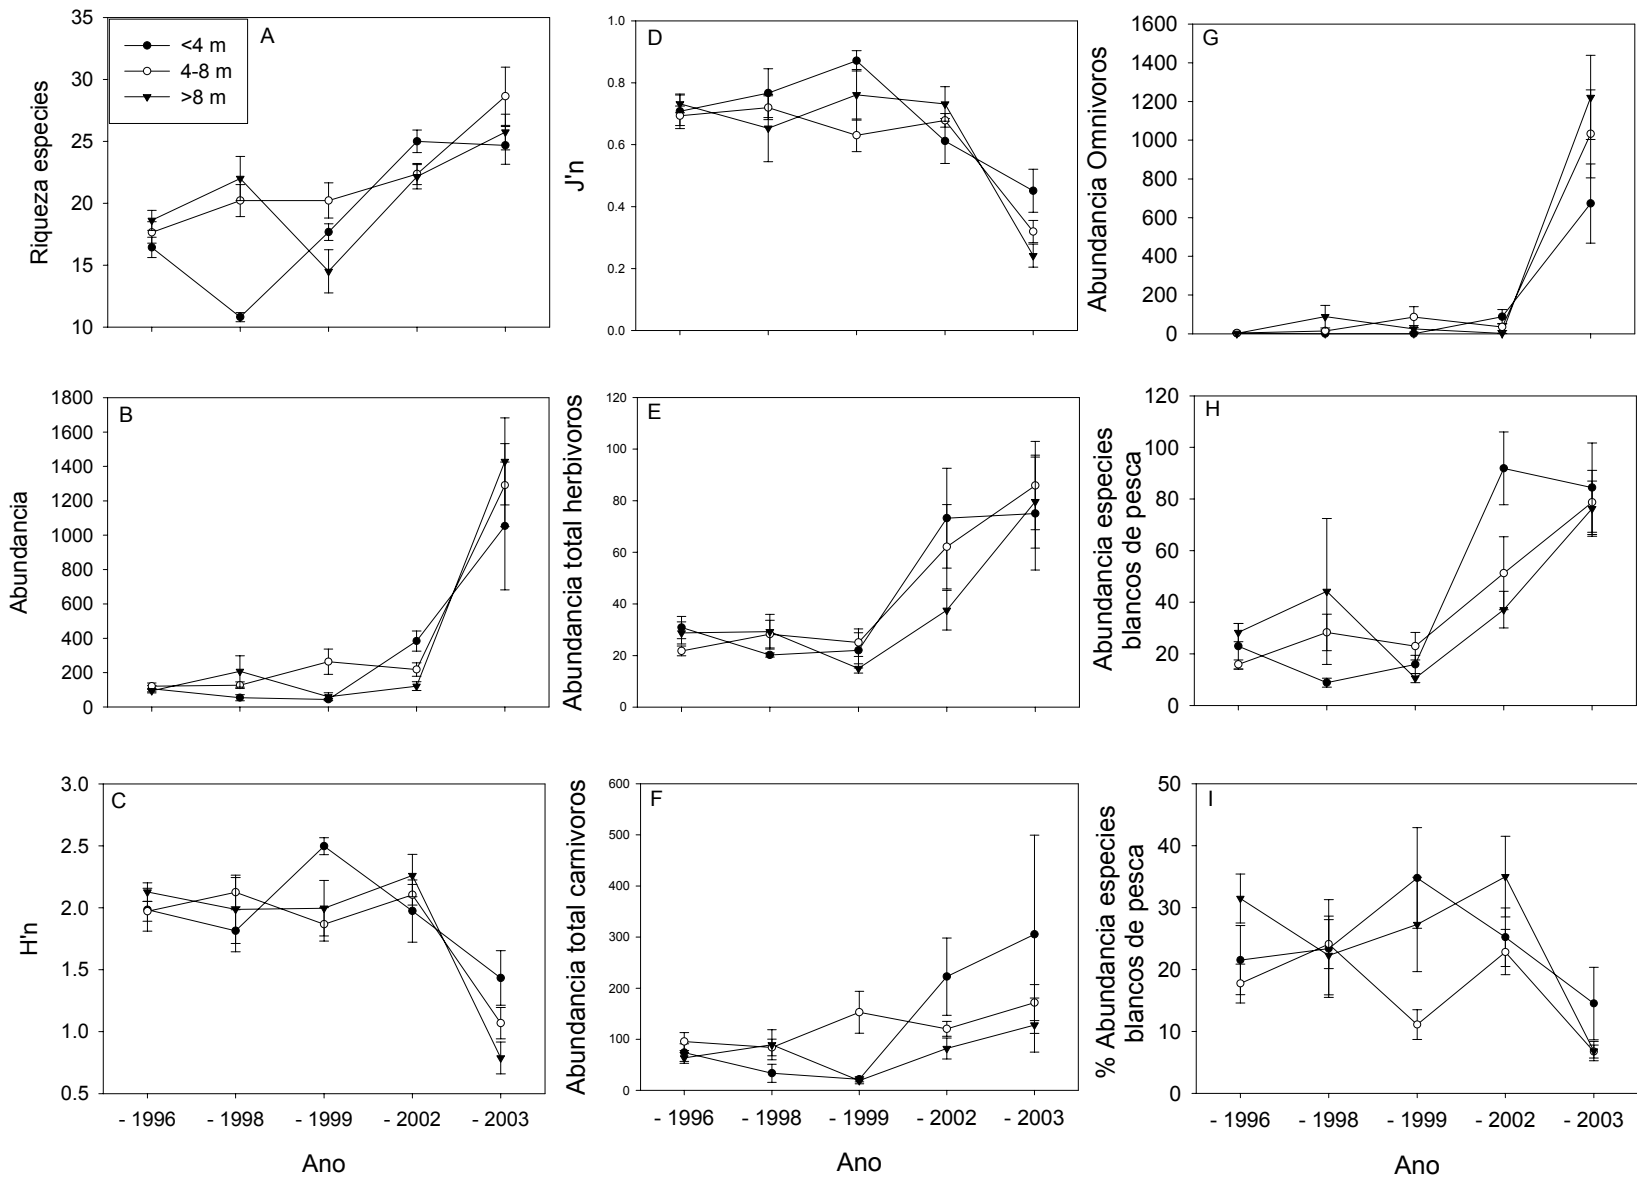 A
<4 m
4-8 m
>8 m
35
30
25
20
15
10
Riqueza especies
D
1.0
0.8
0.6
0.4
0.2
0.0
J'n
G
1600
1400
1200
1000
800
600
400
200
0
Abundancia Omnivoros
B
1800
1600
1400
1200
1000
800
600
400
200
0
Abundancia
E
120
100
80
60
40
20
0
Abundancia total herbivoros
H
120
100
80
60
40
20
0
Abundancia especies
blancos de pesca
C
3.0
2.5
2.0
1.5
1.0
0.5
H'n
- 1996 - 1998 - 1999 - 2002 - 2003
Ano
F
600
500
400
300
200
100
0
Abundancia total carnivoros
- 1996 - 1998 - 1999 - 2002 - 2003
Ano
I
50
40
30
20
10
0
% Abundancia especies
blancos de pesca
- 1996 - 1998 - 1999 - 2002 - 2003
Ano